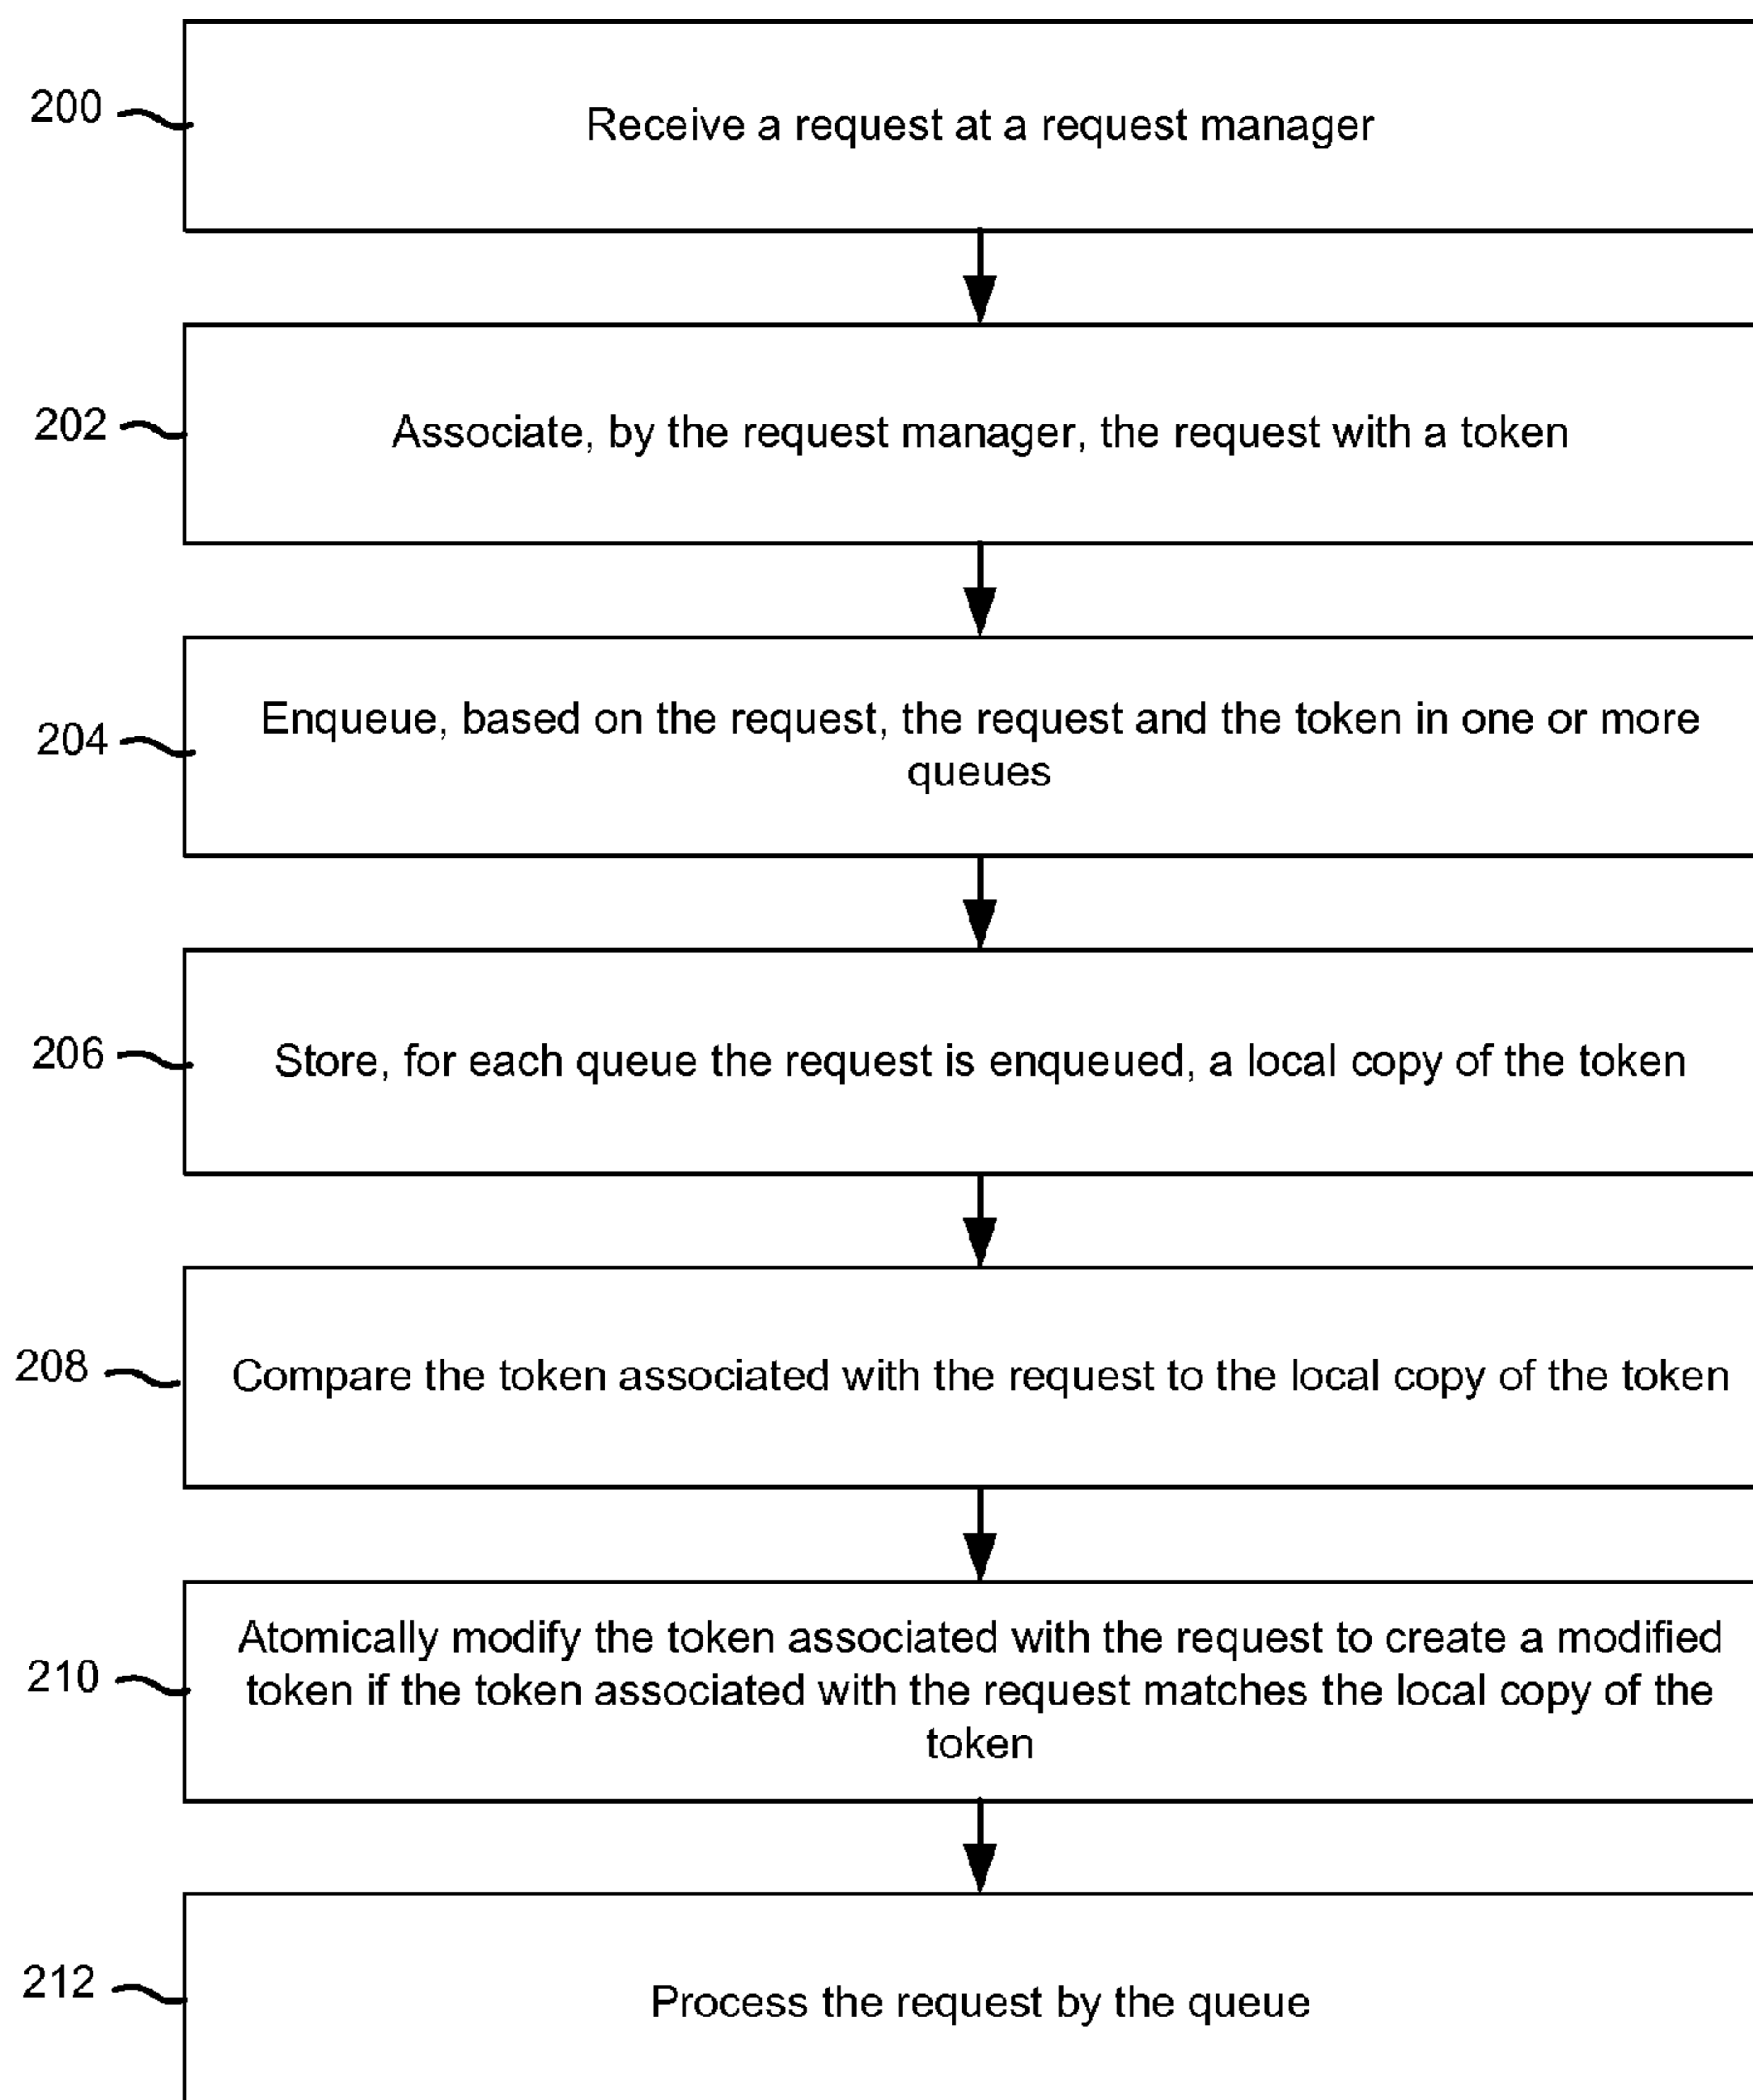 200
Receive a request at a request manager
202
Associate, by the request manager, the request with a token
204
Enqueue, based on the request, the request and the token in one or more
queues
206
Store, for each queue the request is enqueued, a local copy of the token
208
Compare the token associated with the request to the local copy of the token
210
Atomically modify the token associated with the request to create a modified
token if the token associated with the request matches the local copy of the
token
212
Process the request by the queue